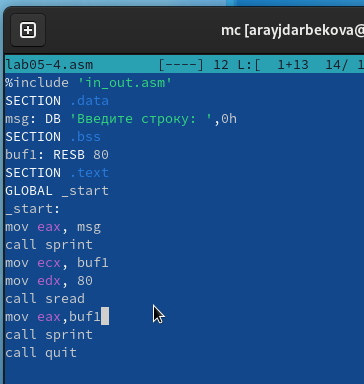 mc [arayjdarbekova@
lab05-4.asm [----] 12 L:[ 1+13 14/ 1
%include 'in_out.asm'
SECTION .data
msg: DB 'Введите строку: ',0h
SECTION .bss
buf1: RESB 80
SECTION .text
GLOBAL _start
_start:
mov eax, msg
call sprint
mov ecx, buf1
mov edx, 80
call sread
mov eax,buf1
call sprint
call quit